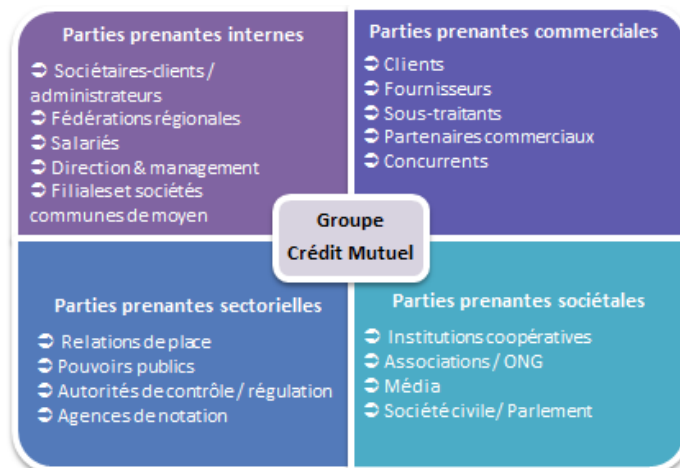 Parties prenantes internes
➲ Sociétaires-clients /
administrateurs
➲ Fédérations régionales
➲ Salariés
➲ Direction & management
➲ Filiales et sociétés
communes de moyen
Parties prenantes commerciales
➲ Clients
➲ Fournisseurs
➲ Sous-traitants
➲ Partenaires commerciaux
➲ Concurrents
Groupe
Crédit Mutuel
Parties prenantes sectorielles
➲ Relations de place
➲ Pouvoirs publics
➲ Autorités de contrôle / régulation
➲ Agences de notation
Parties prenantes sociétales
➲ Institutions coopératives
➲ Associations / ONG
➲ Média
➲ Société civile / Parlement